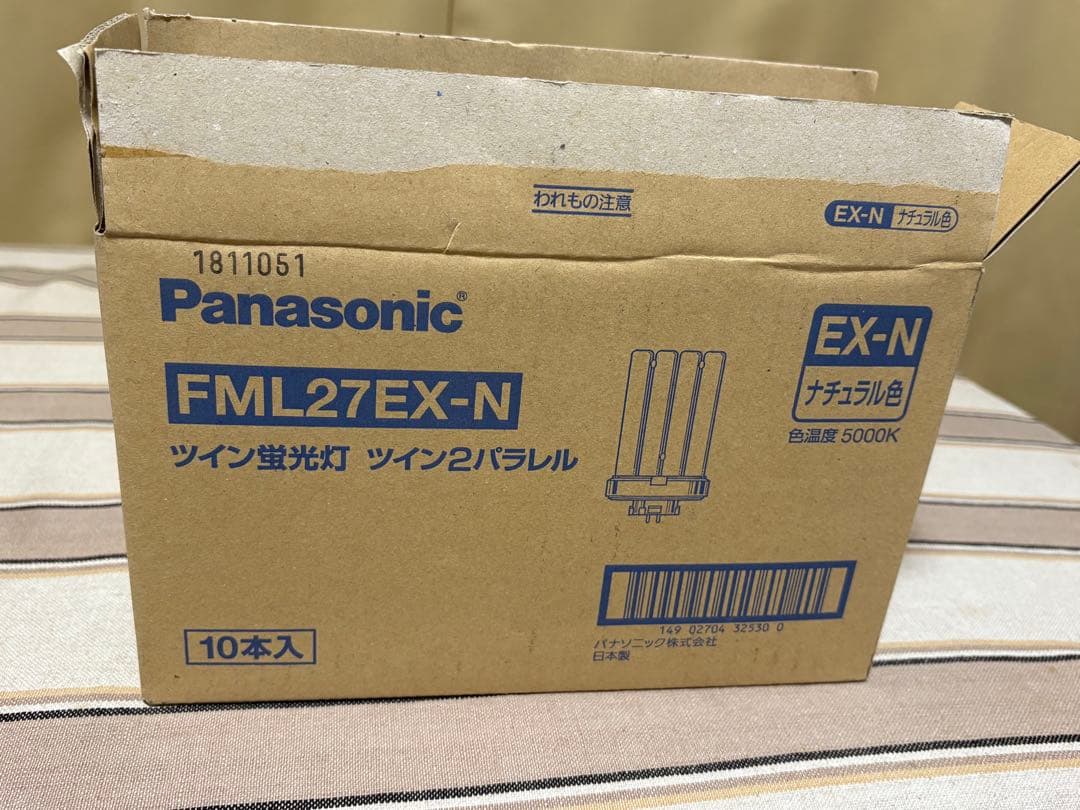 われもの注意
EX-N ナチュラル色
1811051
Panasonic®
EX-N
ナチュラル色
色温度 5000K
FML27EX-N
ツイン蛍光灯 ツイン2パラレル
149 02704 32530 0
パナソニック株式会社
日本製
10本入